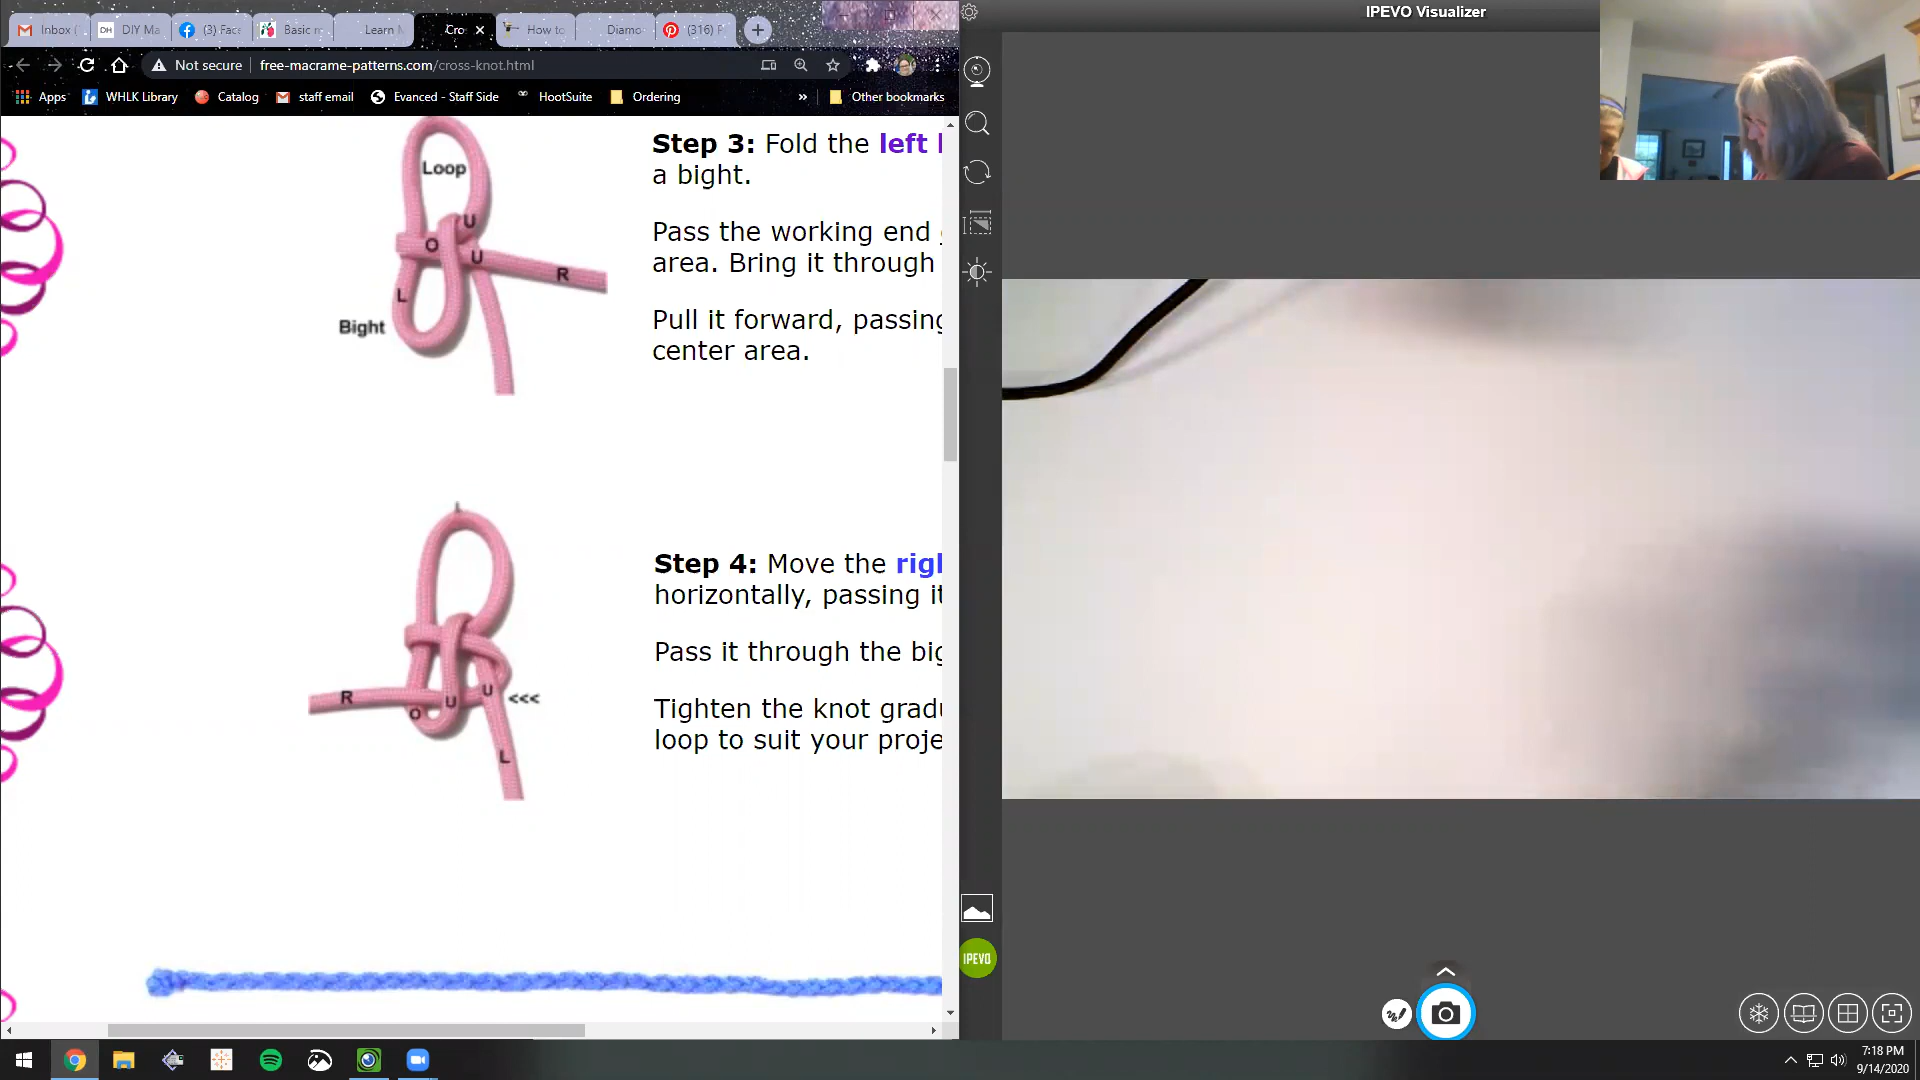 Inbox (
DIY Ma
(3) Face
Basic
Learn
Cro
How to
Diamo
(316) P
Not secure
free-macrame-patterns.com/cross-knot.html
Apps
WHLK Library
Catalog
staff email
Evanced - Staff Side
HootSuite
Ordering
»
Other bookmarks
Loop
U
O
U
R
L
Bight
Step 3: Fold the left
a bight.
Pass the working end
area. Bring it through
Pull it forward, passing
center area.
Step 4: Move the righ
horizontally, passing it
Pass it through the big
Tighten the knot gradu
loop to suit your proje
R
O
U
U
<<<
L
IPEVO Visualizer
IPEVO
7:18 PM
9/14/2020